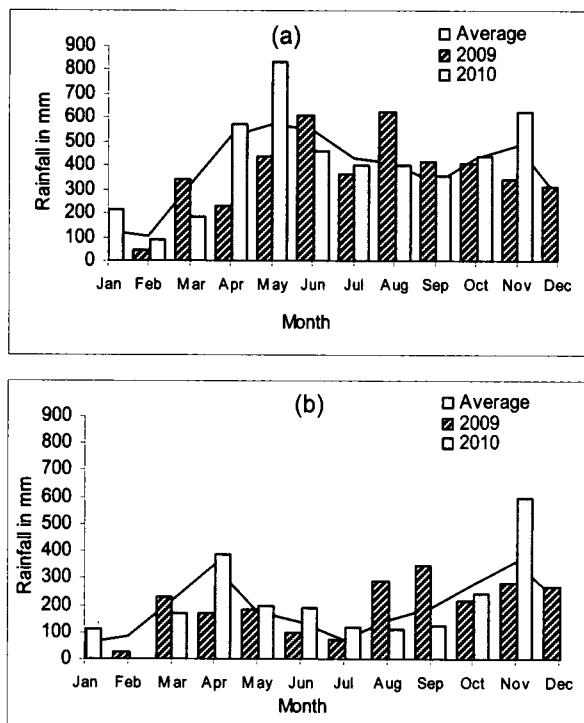 (a)
Average
2009
2010
Rainfall in mm
900
800
700
600
500
400
300
200
100
0
Jan Feb Mar Apr May Jun Jul Aug Sep Oct Nov Dec
Month
(b)
Average
2009
2010
Rainfall in mm
900
800
700
600
500
400
300
200
100
0
Jan Feb Mar Apr May Jun Jul Aug Sep Oct Nov Dec
Month